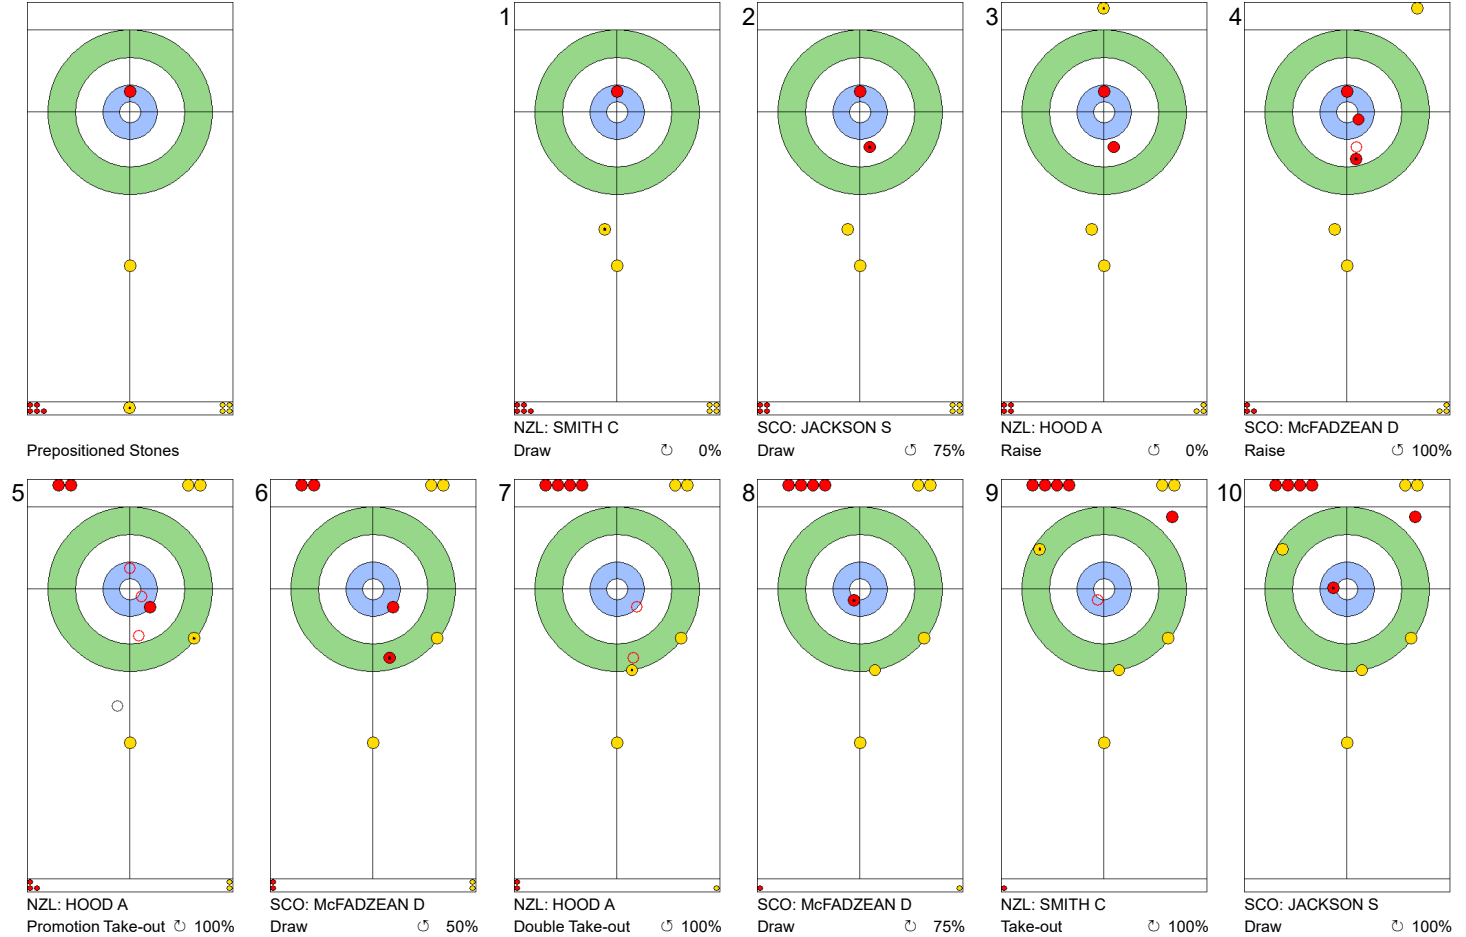 1
2
3
4
Prepositioned Stones
NZL: SMITH C
Draw 0%
SCO: JACKSON S
Draw 75%
NZL: HOOD A
Raise 0%
SCO: McFADZEAN D
Raise 100%
5
6
7
8
9
10
NZL: HOOD A
Promotion Take-out 100%
SCO: McFADZEAN D
Draw 50%
NZL: HOOD A
Double Take-out 100%
SCO: McFADZEAN D
Draw 75%
NZL: SMITH C
Take-out 100%
SCO: JACKSON S
Draw 100%